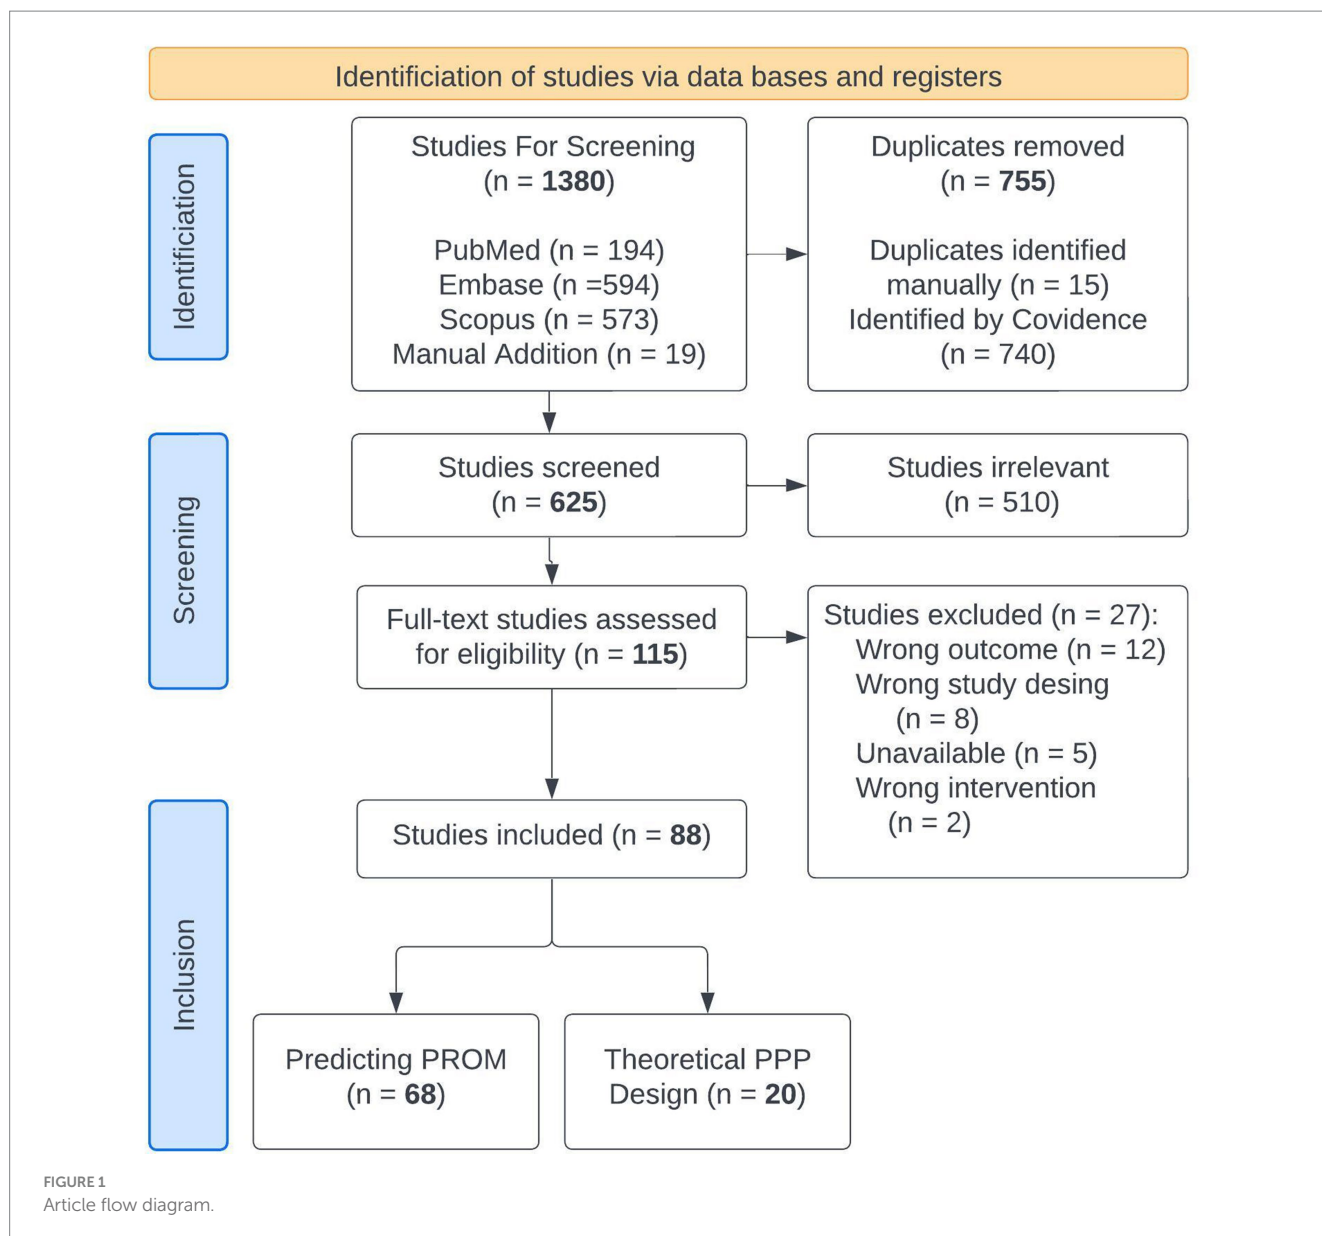 Identificiation of studies via data bases and registers
Identificiation
Studies For Screening
(n = 1380)
PubMed (n = 194)
Embase (n =594)
Scopus (n = 573)
Manual Addition (n = 19)
Duplicates removed
(n = 755)
Duplicates identified
manually (n = 15)
Identified by Covidence
(n = 740)
Screening
Studies screened
(n = 625)
Studies irrelevant
(n = 510)
Full-text studies assessed
for eligibility (n = 115)
Studies excluded (n = 27):
Wrong outcome (n = 12)
Wrong study desing
(n = 8)
Unavailable (n = 5)
Wrong intervention
(n = 2)
Inclusion
Studies included (n = 88)
Predicting PROM
(n = 68)
Theoretical PPP
Design (n = 20)
FIGURE 1
Article flow diagram.